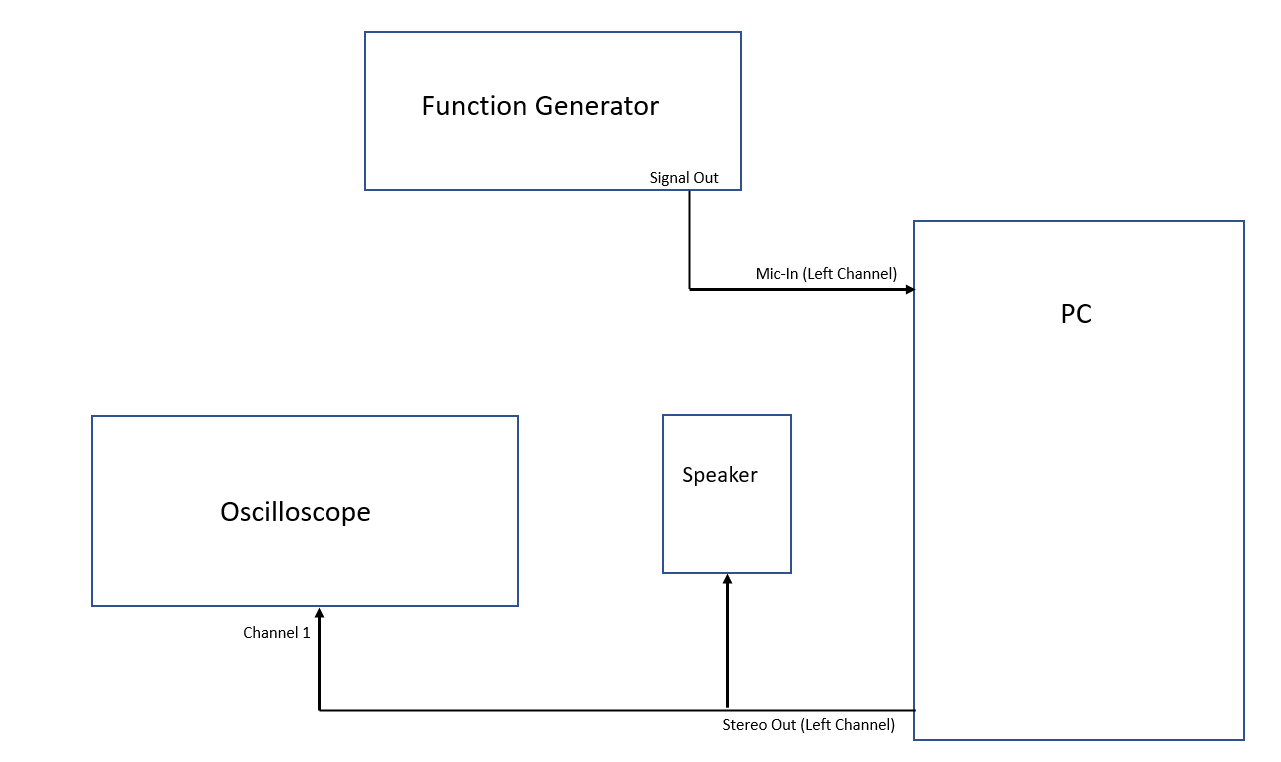 Function Generator
Signal Out
Mic-In (Left Channel)
PC
Speaker
Oscilloscope
Channel 1
Stereo Out (Left Channel)